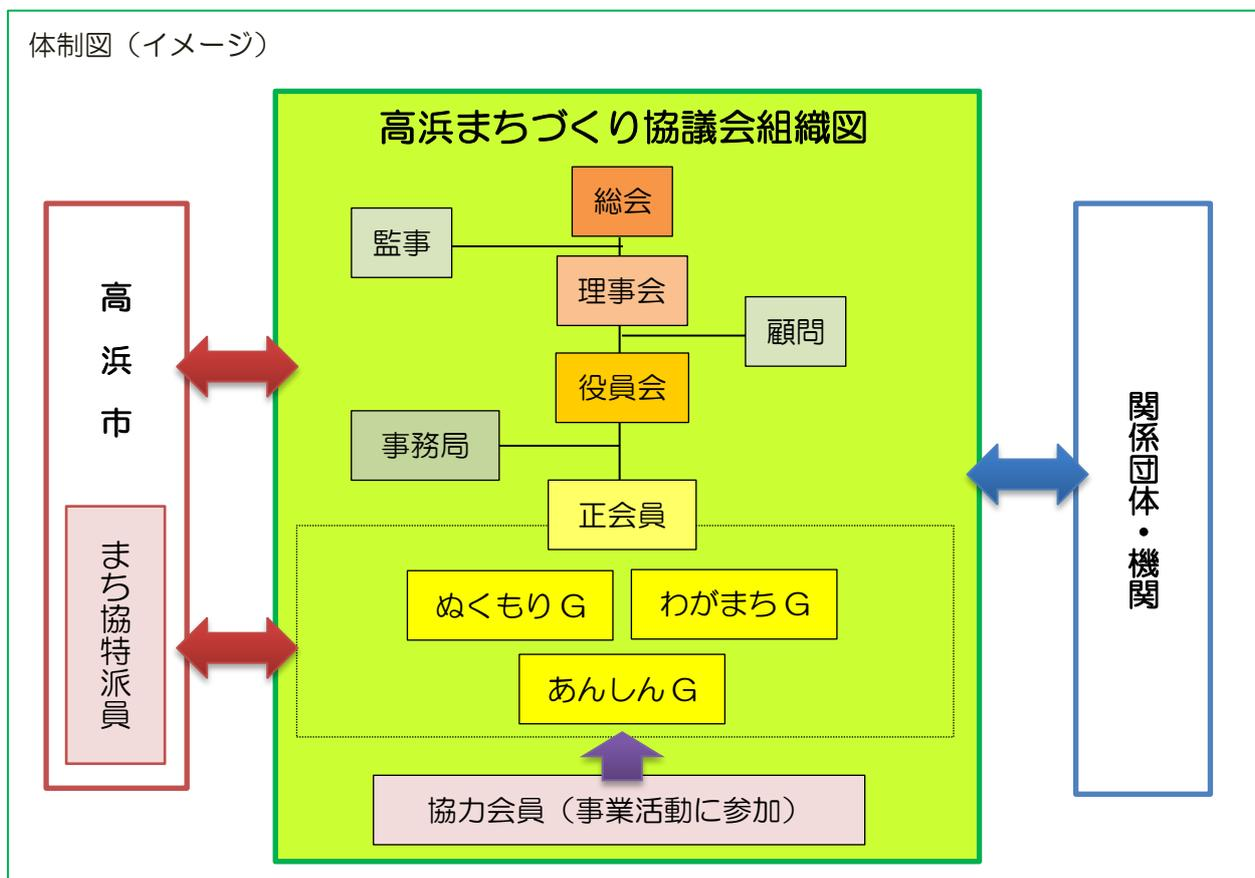 体制図（イメージ）
高浜まちづくり協議会組織図
総会
監事
理事会
顧問
役員会
事務局
正会員
ぬくもりG
わがまちG
あんしんG
協力会員（事業活動に参加）
高浜市
まち協特派員
関係団体・機関